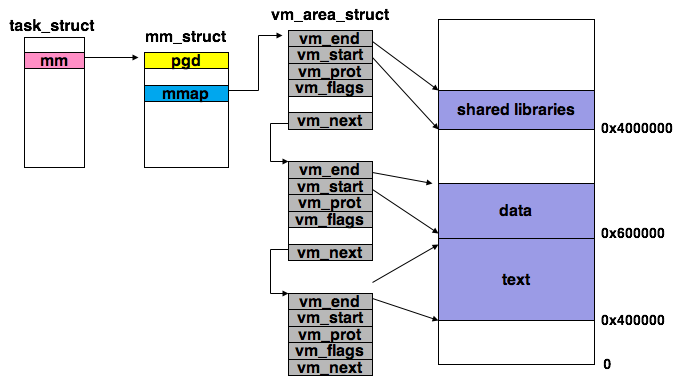 task_struct
mm
mm_struct
pgd
mmap
vm_area_struct
vm_end
vm_start
vm_prot
vm_flags
vm_next
vm_end
vm_start
vm_prot
vm_flags
vm_next
vm_end
vm_start
vm_prot
vm_flags
vm_next
shared libraries
0x4000000
data
0x600000
text
0x400000
0